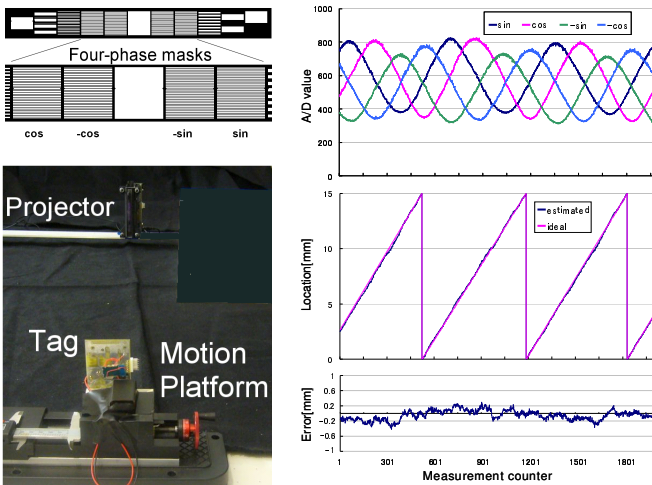 Four-phase masks
cos -cos -sin sin
Projector
Tag
Motion
Platform
sin cos -sin -cos
A/D value
1000
800
600
400
200
0
estimated
ideal
Location[mm]
15
10
5
0
Error[mm]
1
0.6
0.2
-0.2
-0.6
-1
1 301 601 901 1201 1501 1801
Measurement counter